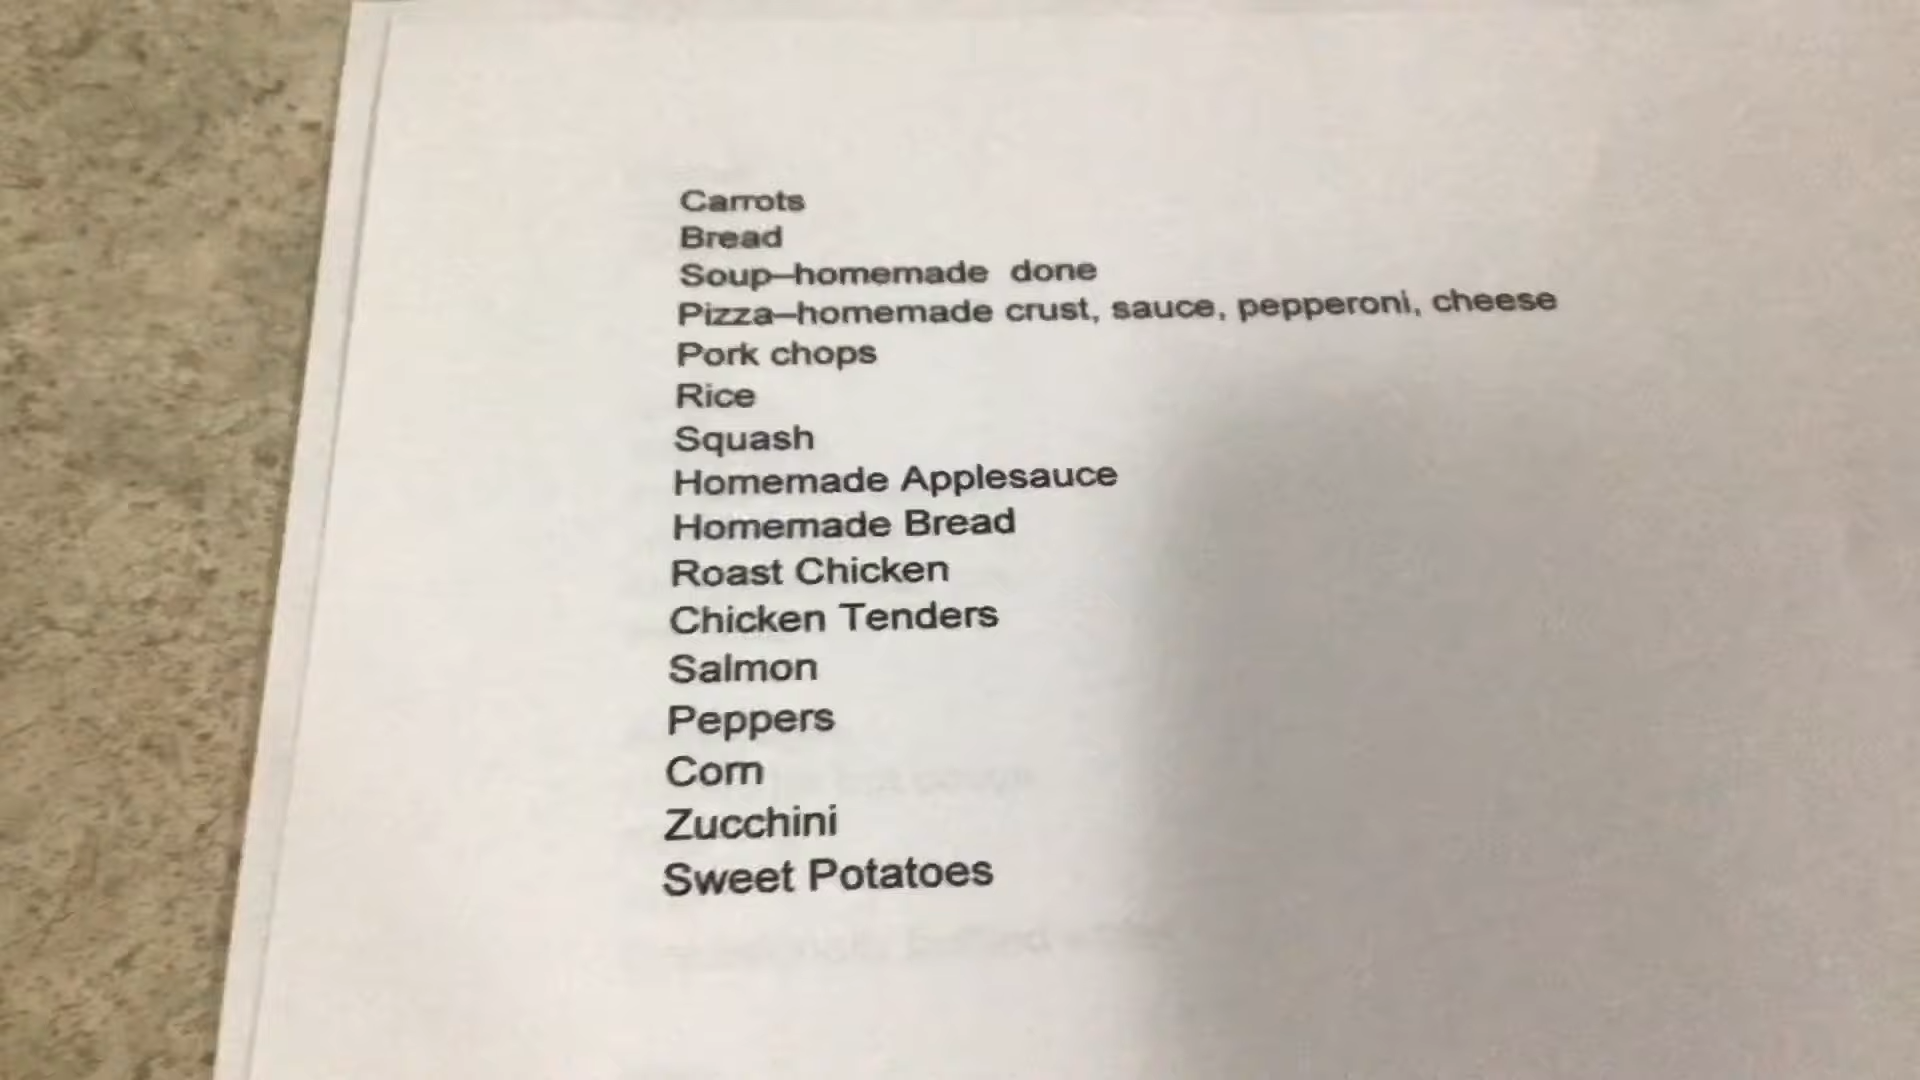 Carrots
Bread
Soup–homemade done
Pizza–homemade crust, sauce, pepperoni, cheese
Pork chops
Rice
Squash
Homemade Applesauce
Homemade Bread
Roast Chicken
Chicken Tenders
Salmon
Peppers
Corn
Zucchini
Sweet Potatoes